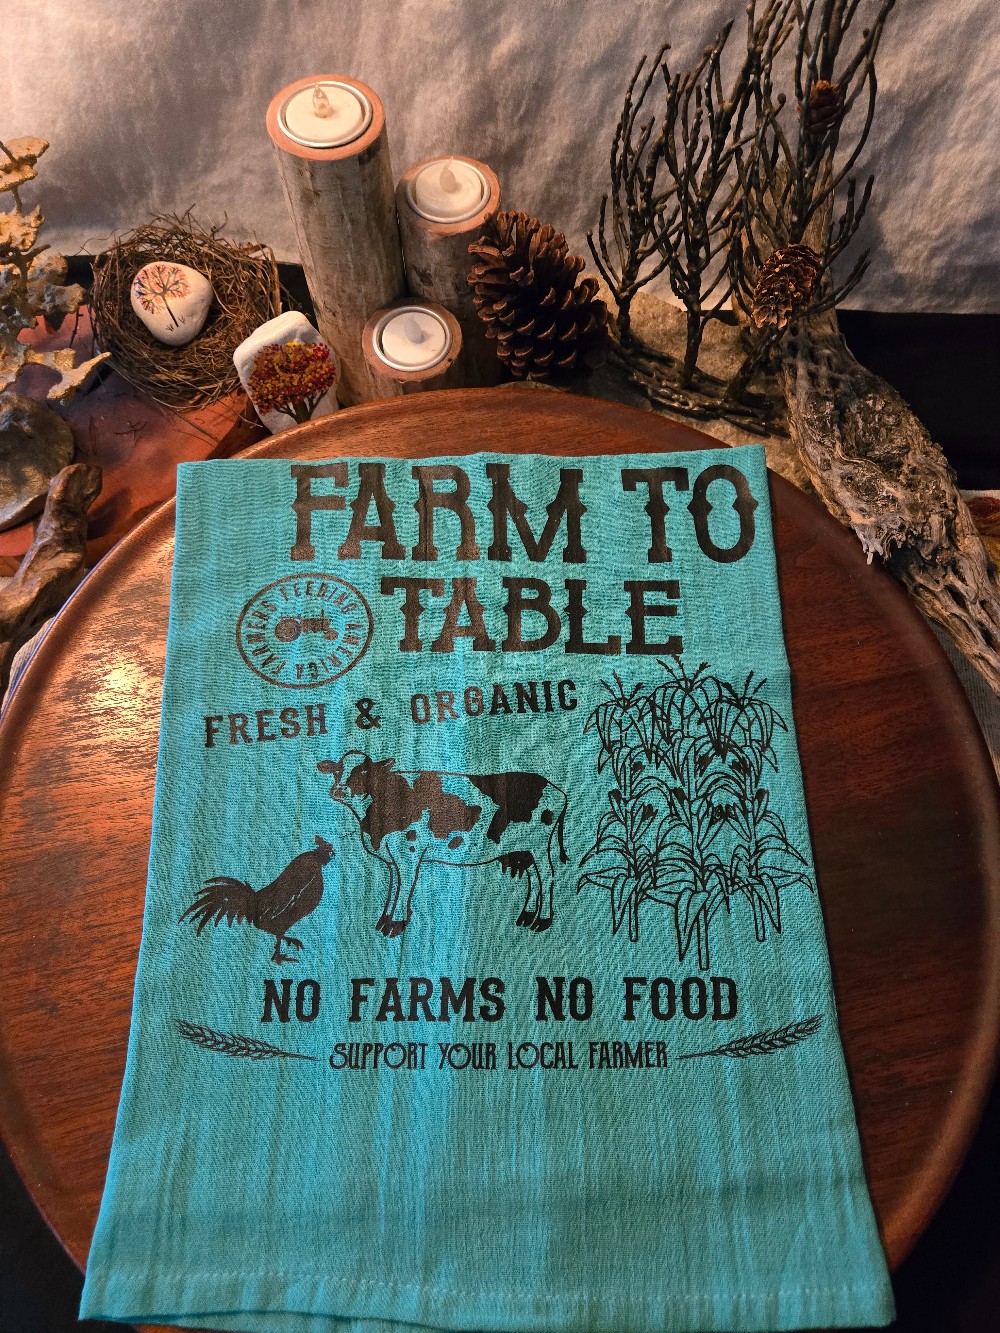 FARM TO
TABLE
FARMERS FEEDING AMERICA
FRESH & ORGANIC
NO FARMS NO FOOD
SUPPORT YOUR LOCAL FARMER